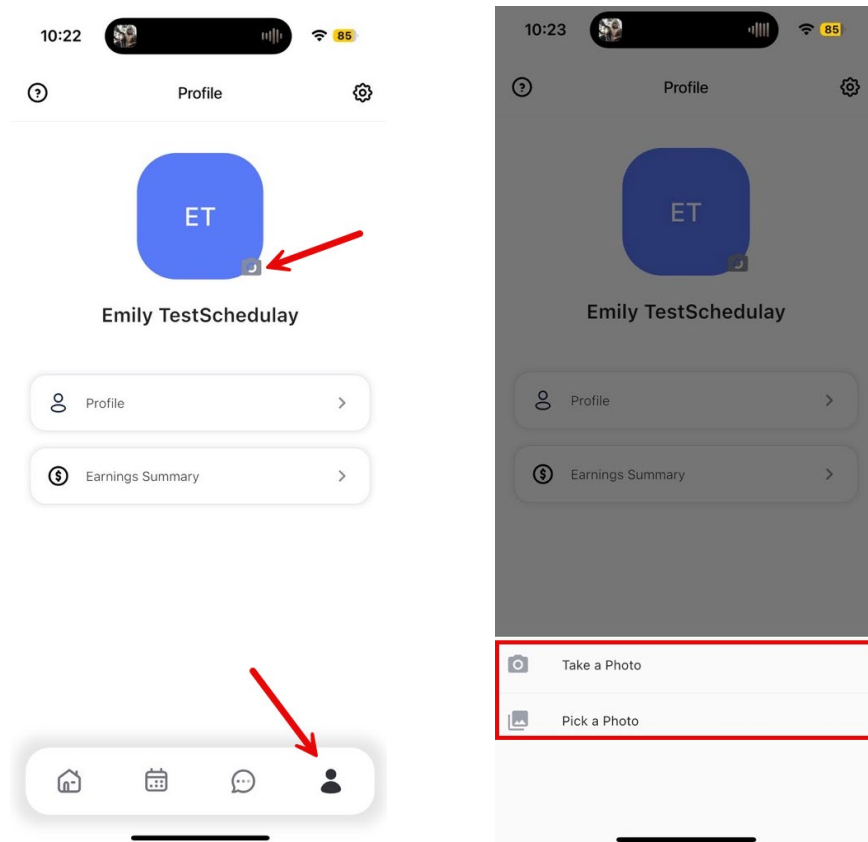 10:22
85
Profile
ET
Emily TestSchedulay
Profile
Earnings Summary
10:23
85
Profile
ET
Emily TestSchedulay
Profile
Earnings Summary
Take a Photo
Pick a Photo